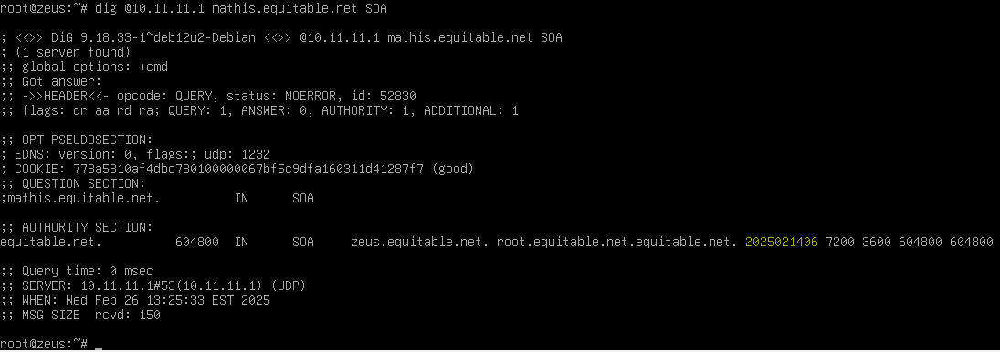 root@zeus:~# dig @10.11.11.1 mathis.equitable.net SOA
; <<>> DiG 9.18.33-1~deb12u2-Debian <<>> @10.11.11.1 mathis.equitable.net SOA
; (1 server found)
;; global options: +cmd
;; Got answer:
;; ->>HEADER<<- opcode: QUERY, status: NOERROR, id: 52830
;; flags: qr aa rd ra; QUERY: 1, ANSWER: 0, AUTHORITY: 1, ADDITIONAL: 1
;; OPT PSEUDOSECTION:
; EDNS: version: 0, flags:; udp: 1232
; COOKIE: 778a5810af4dbc780100000067bf5c9dfa160311d41287f7 (good)
;; QUESTION SECTION:
;mathis.equitable.net. IN SOA
;; AUTHORITY SECTION:
equitable.net. 604800 IN SOA zeus.equitable.net. root.equitable.net.equitable.net. 2025021406 7200 3600 604800 604800
;; Query time: 0 msec
;; SERVER: 10.11.11.1#53(10.11.11.1) (UDP)
;; WHEN: Wed Feb 26 13:25:33 EST 2025
;; MSG SIZE rcvd: 150
root@zeus:~# _